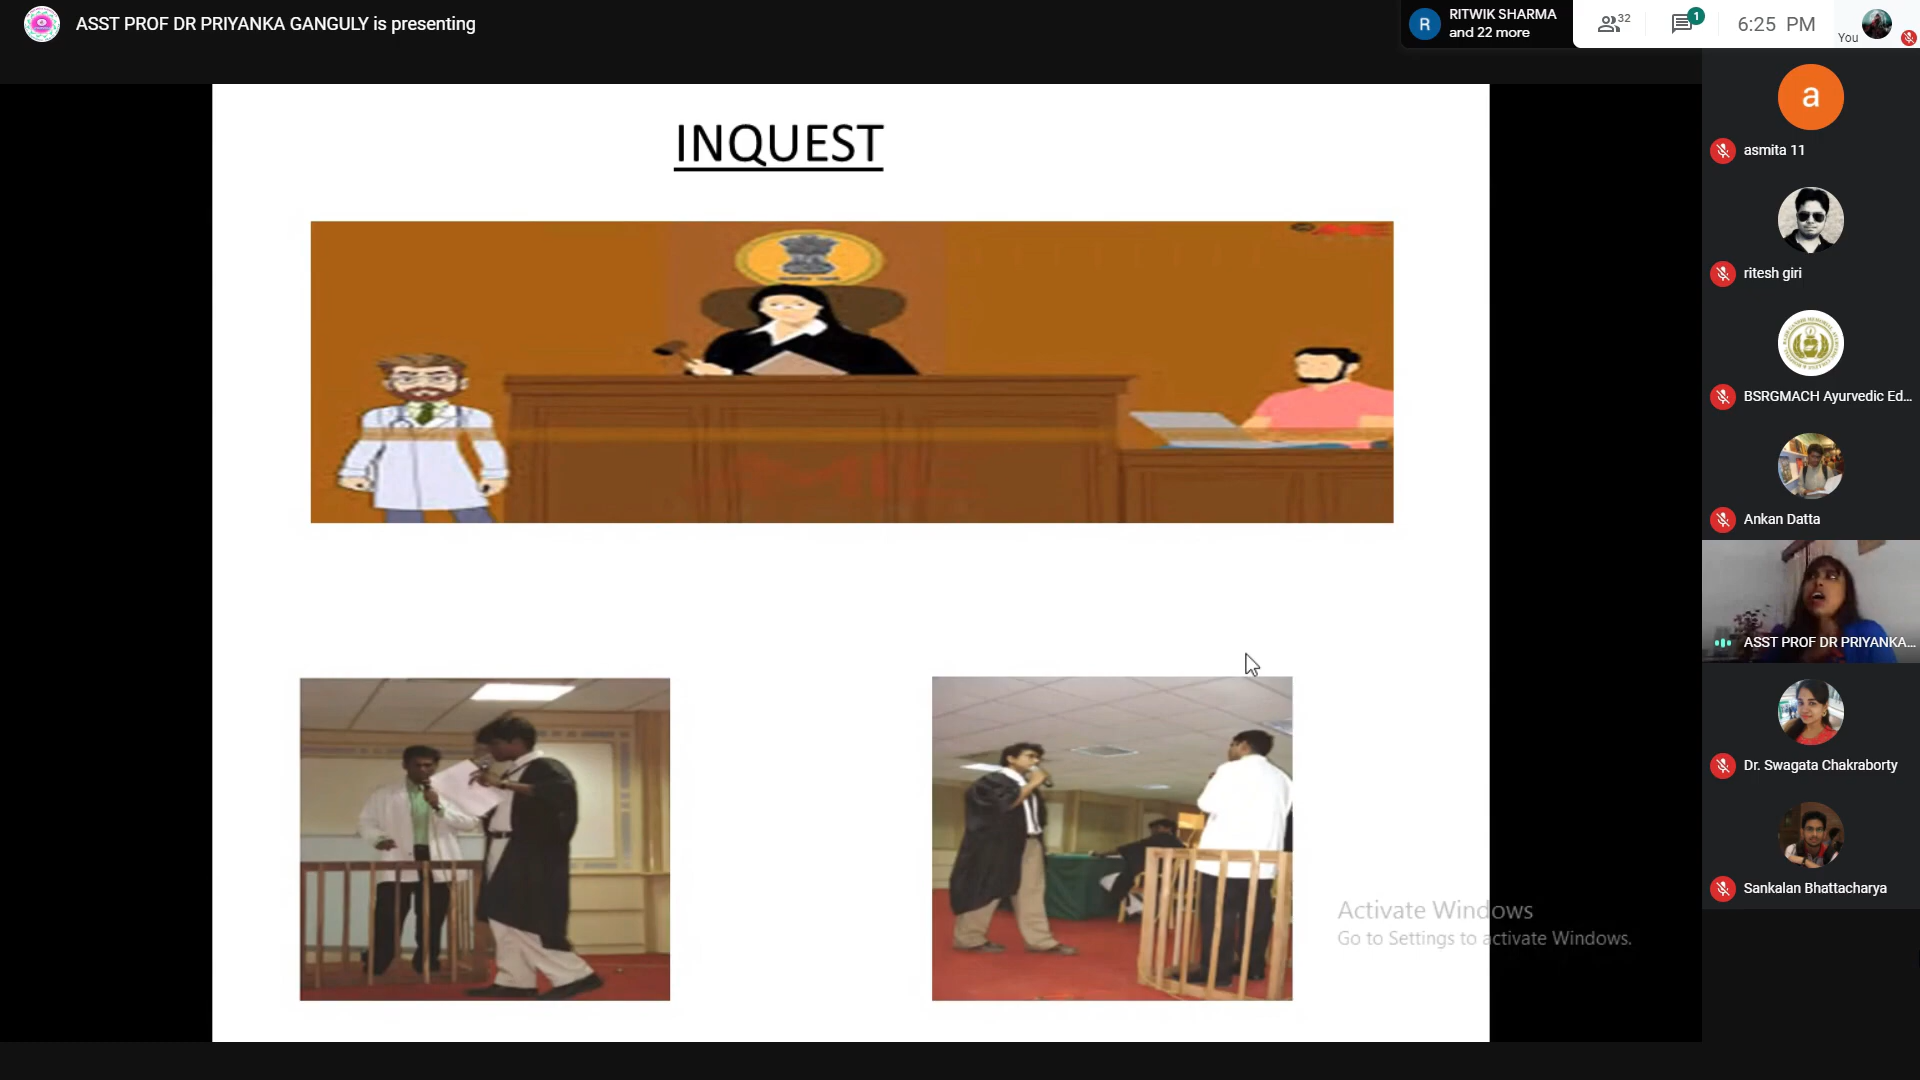 ASST PROF DR PRIYANKA GANGULY is presenting
R
RITWIK SHARMA
and 22 more
32
1
6:25 PM
You
INQUEST
a
asmita 11
ritesh giri
BSRGMACH Ayurvedic Ed...
Ankan Datta
ASST PROF DR PRIYANKA...
Dr. Swagata Chakraborty
Sankalan Bhattacharya
Activate Windows
Go to Settings to activate Windows.